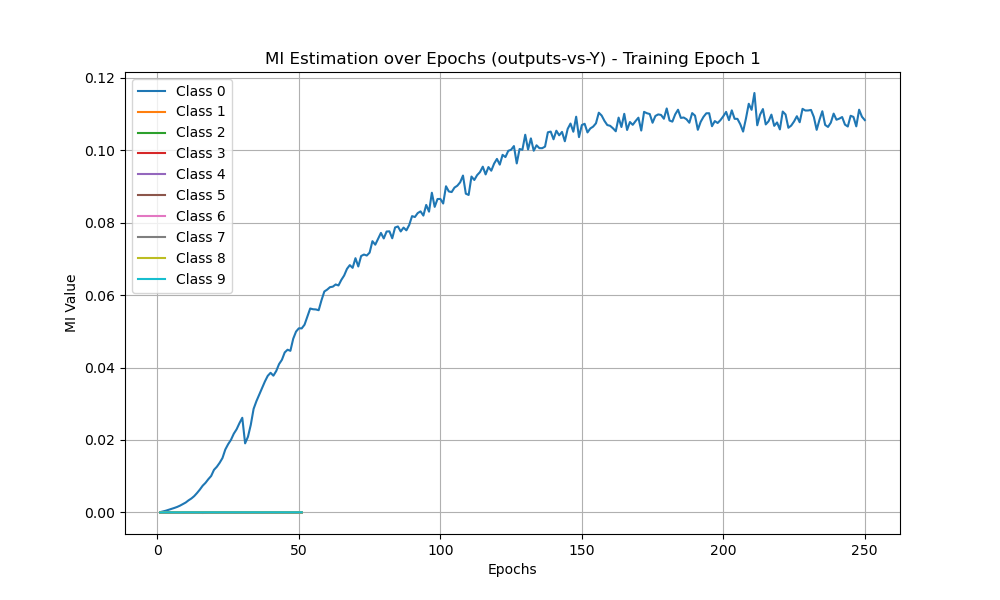 MI Estimation over Epochs (outputs-vs-Y) - Training Epoch 1
0.12
0.10
0.08
0.06
0.04
0.02
0.00
MI Value
Class 0
Class 1
Class 2
Class 3
Class 4
Class 5
Class 6
Class 7
Class 8
Class 9
0 50 100 150 200 250
Epochs